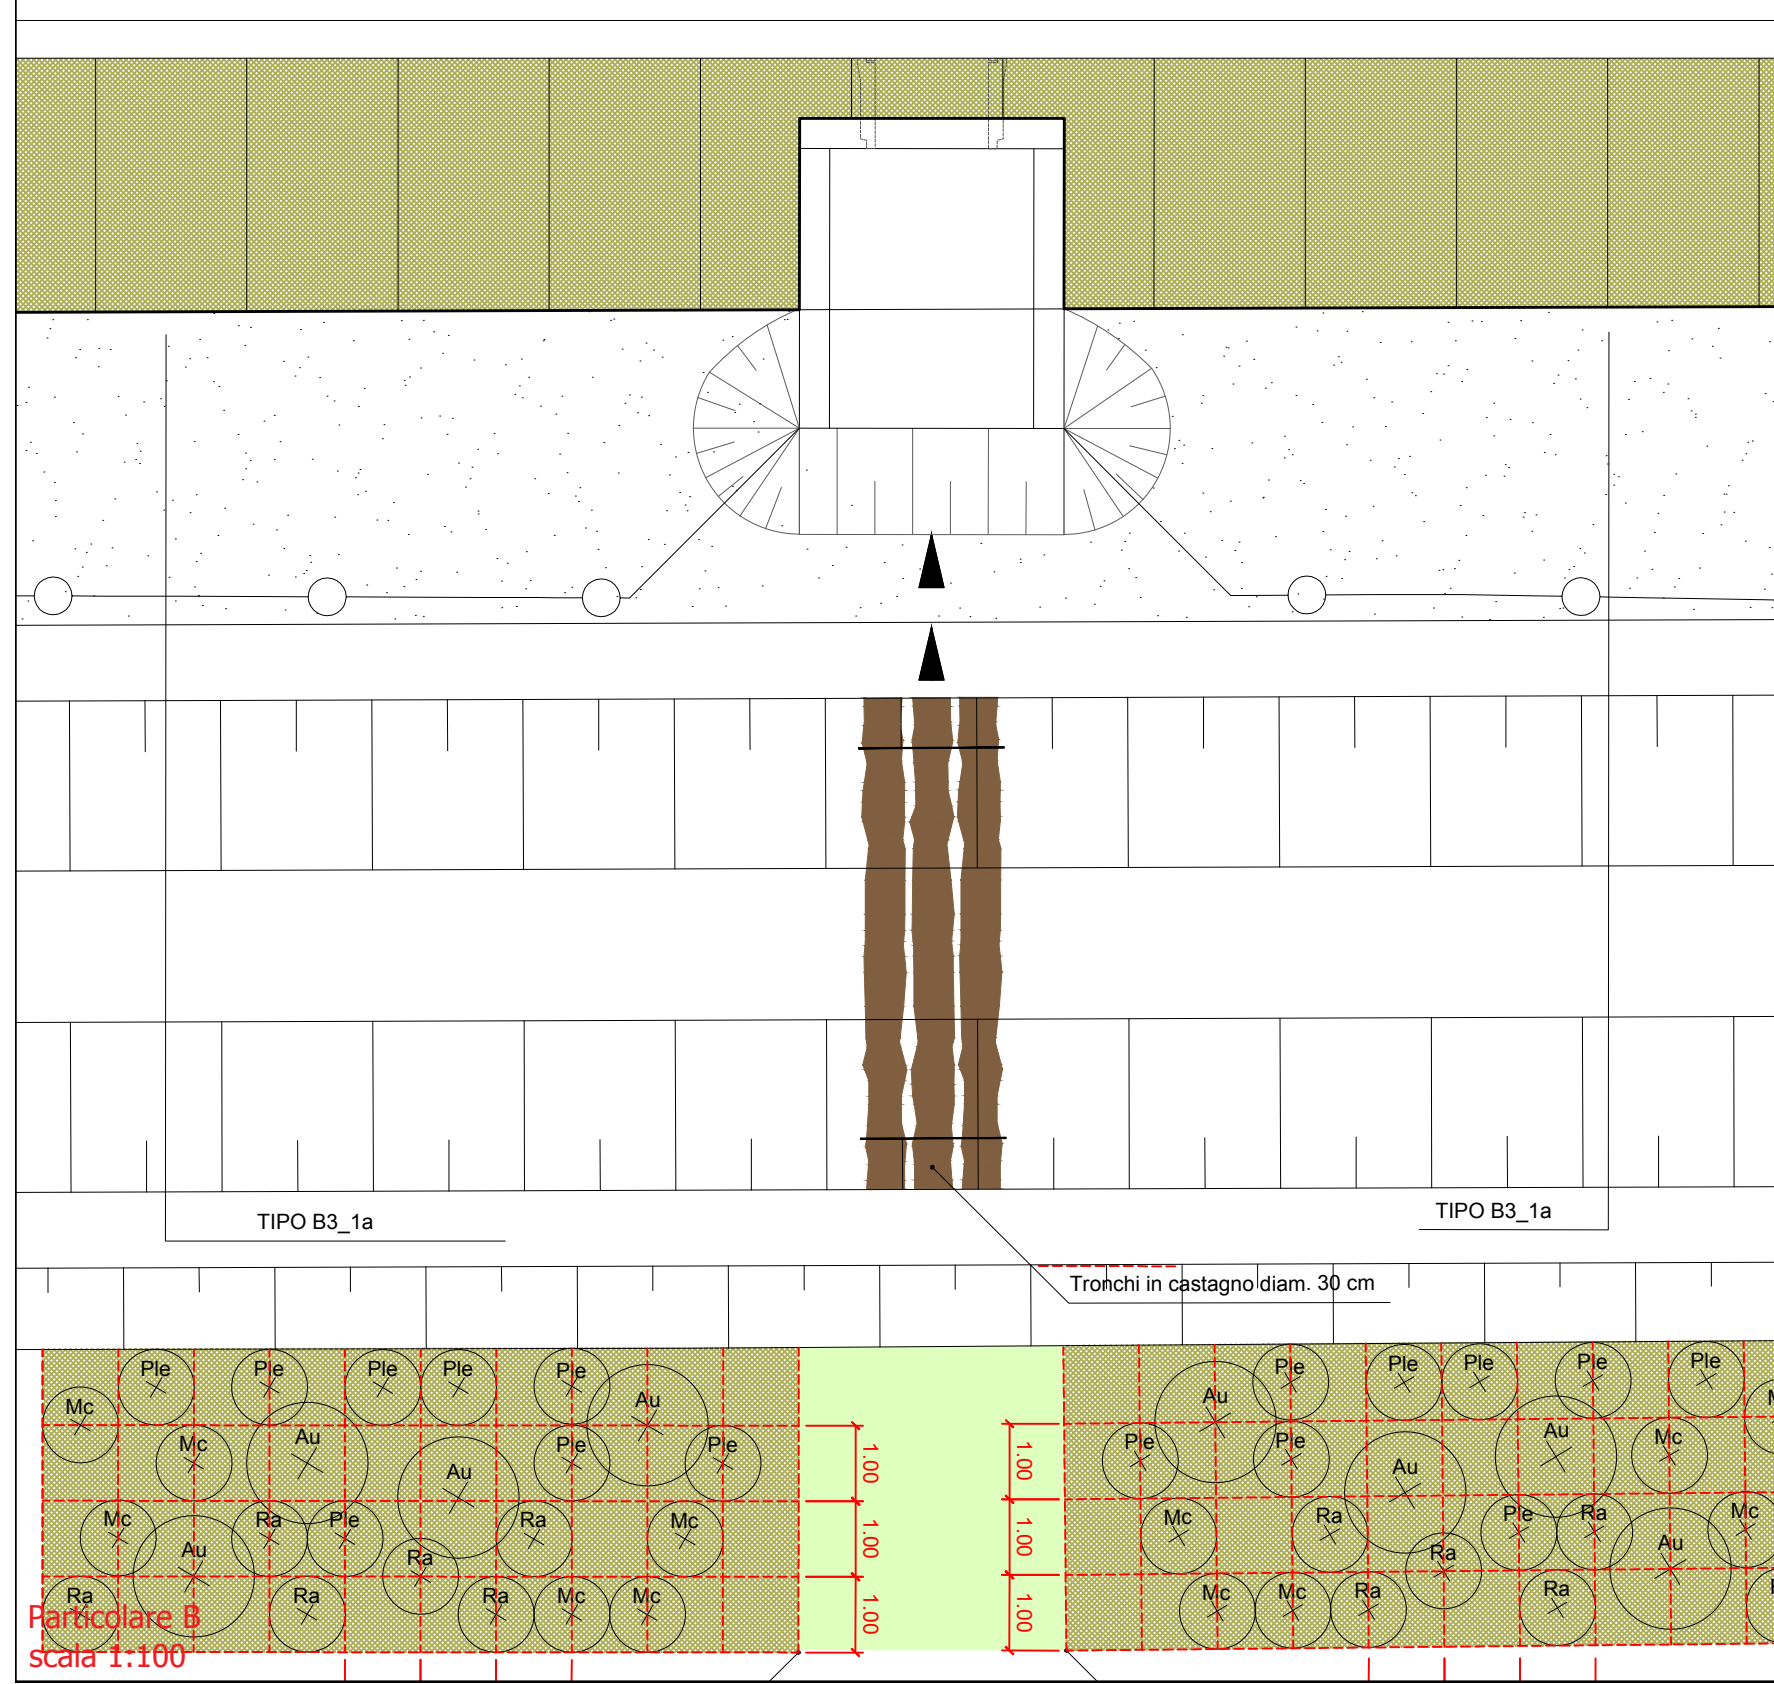 TIPO B3_1a
TIPO B3_1a
Tronchi in castagno diam. 30 cm
Ple Ple Ple Ple Ple Au Mc
Mc Au Au Ple Ple
Mc Au Ra Ple Ra Mc
Ra Ra Ra Ra Mc Mc
1.00
1.00
1.00
1.00
1.00
1.00
Ple Ple Ple Ple Ple Au
Ple Ple Au Au Mc
Mc Ra Ple Ra Mc Au
Mc Mc Ra Ra Ra
Particolare B
scala 1:100